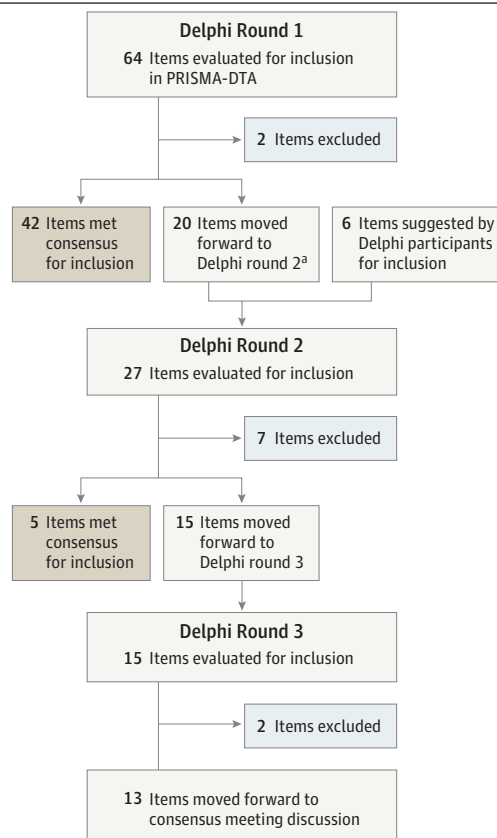 Delphi Round 1
64 Items evaluated for inclusion
in PRISMA-DTA
2 Items excluded
42 Items met
consensus
for inclusion
20 Items moved
forward to
Delphi round 2a
6 Items suggested by
Delphi participants
for inclusion
Delphi Round 2
27 Items evaluated for inclusion
7 Items excluded
5 Items met
consensus
for inclusion
15 Items moved
forward to
Delphi round 3
Delphi Round 3
15 Items evaluated for inclusion
2 Items excluded
13 Items moved forward to
consensus meeting discussion